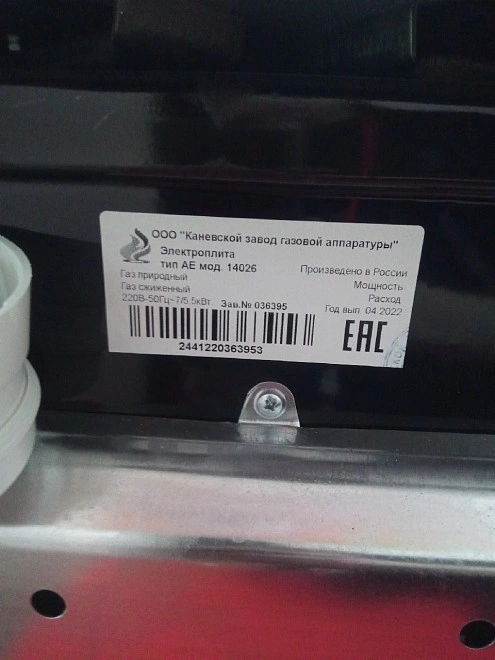 ООО "Каневской завод газовой аппаратуры"
Электроплита
тип АЕ мод. 14026
Произведено в России
Газ природный
Мощность
Газ сжиженный
Расход
220В-50Гц~7/5,5кВт
Зав.№ 036395
Год вып. 04.2022
2441220363953
ЕАС